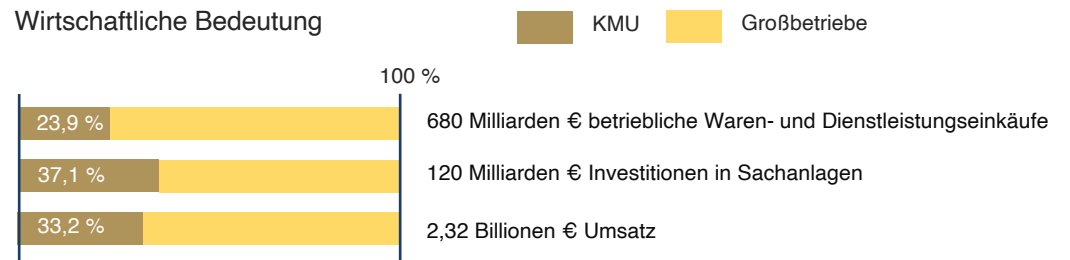 Wirtschaftliche Bedeutung
KMU
Großbetriebe
100 %
23,9 %
680 Milliarden € betriebliche Waren- und Dienstleistungseinkäufe
37,1 %
120 Milliarden € Investitionen in Sachanlagen
33,2 %
2,32 Billionen € Umsatz